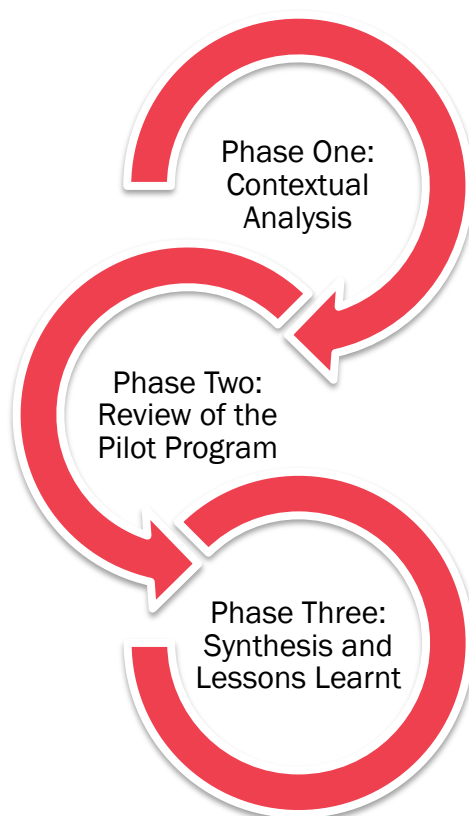 Phase One:
Contextual
Analysis
Phase Two:
Review of the
Pilot Program
Phase Three:
Synthesis and
Lessons Learnt